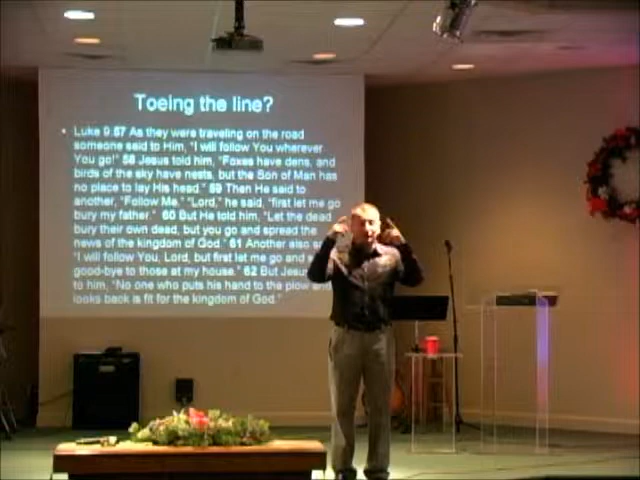 Toeing the line?
• Luke 9.57 As they were traveling on the road
someone said to Him, "I will follow You wherever
You go!" 58 Jesus told him, "Foxes have dens, and
birds of the sky have nests, but the Son of Man has
no place to lay His head." 59 Then He said to
another, "Follow Me." "Lord," he said, "first let me go
bury my father." 60 But He told him, "Let the dead
bury their own dead, but you go and spread the
news of the kingdom of God." 61 Another also
"I will follow You, Lord, but first let me go and
good-bye to those at my house." 62 But Jesus
to him, "No one who puts his hand to the plow
looks back is fit for the kingdom of God."